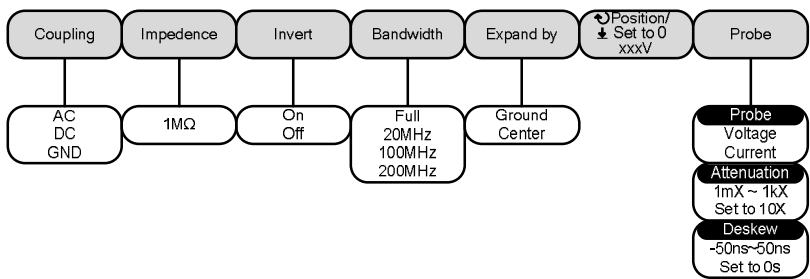 Coupling
Impedence
Invert
Bandwidth
Expand by
Position/
Set to 0
xxxV
Probe
AC
DC
GND
1MΩ
On
Off
Full
20MHz
100MHz
200MHz
Ground
Center
Probe
Voltage
Current
Attenuation
1mX ~ 1kX
Set to 10X
Deskew
-50ns~50ns
Set to 0s